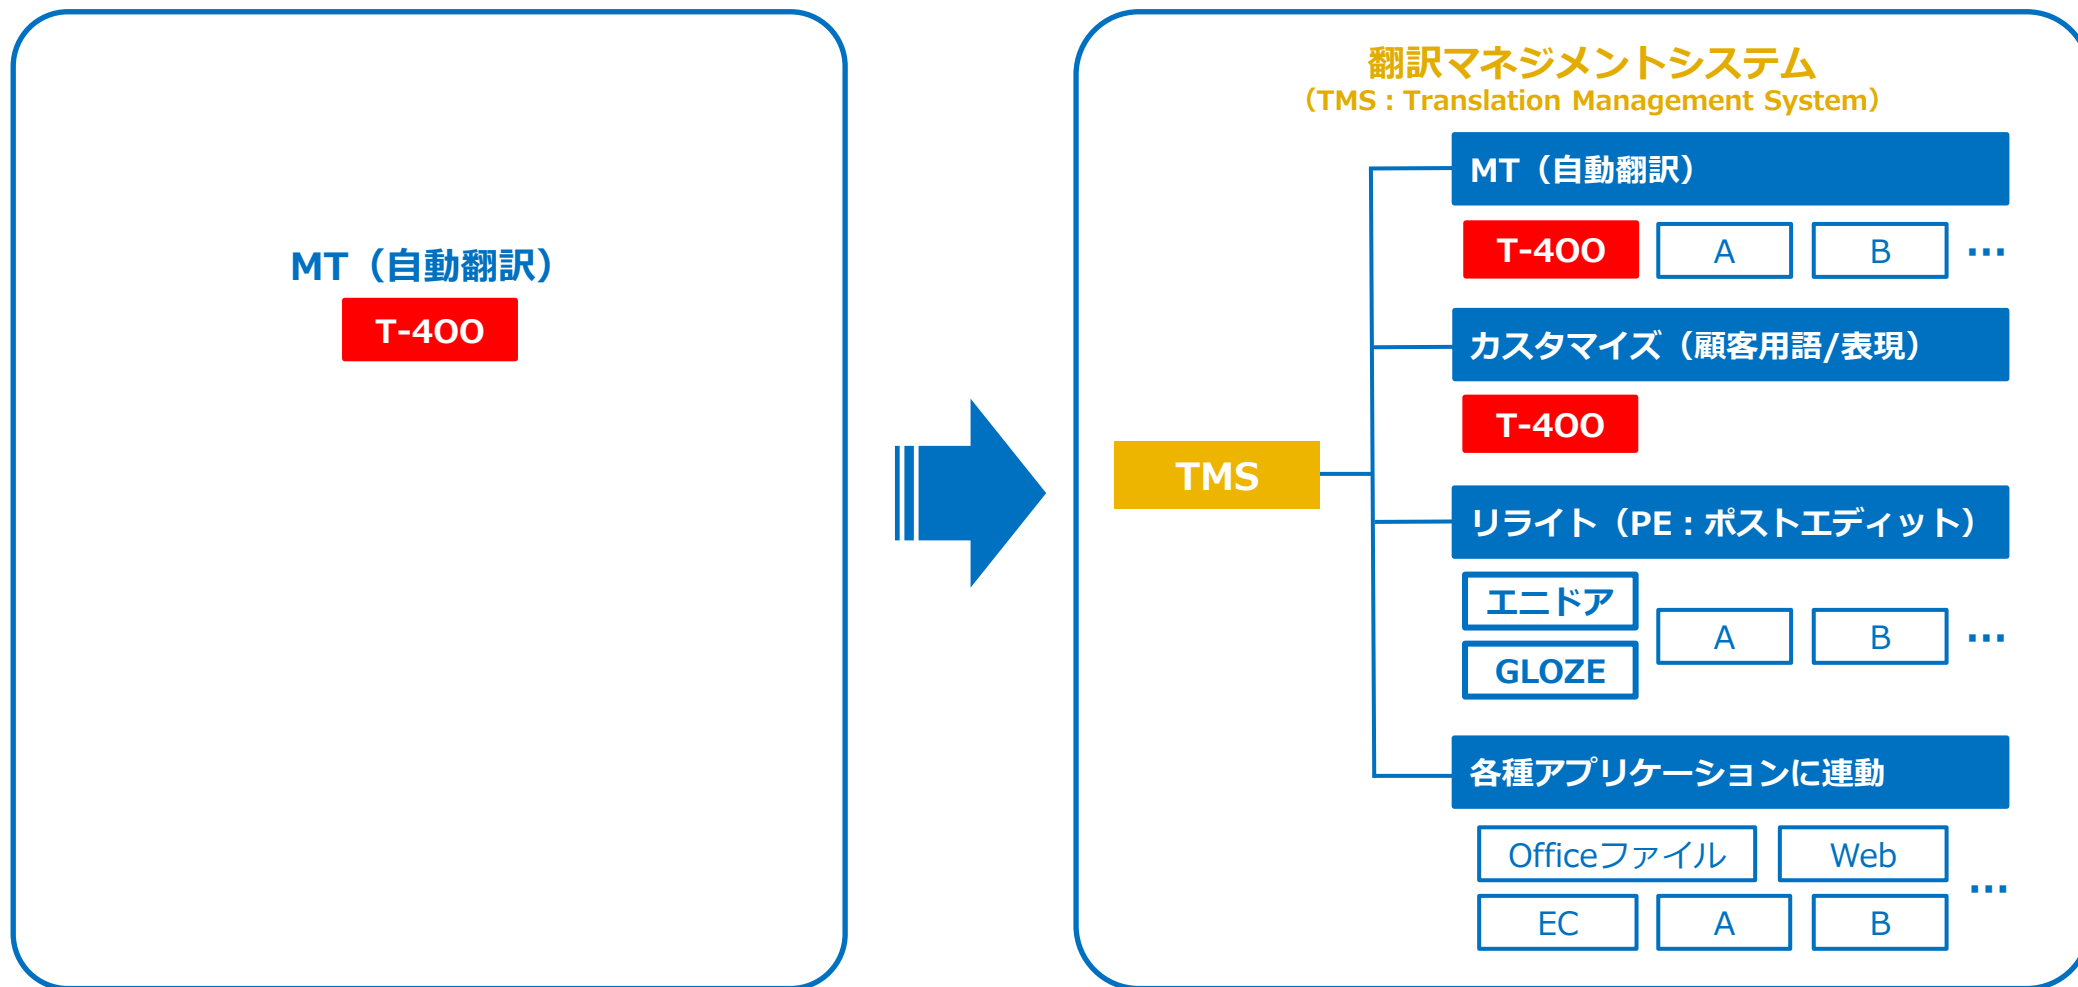 MT（自動翻訳）
T-400
翻訳マネジメントシステム
（TMS：Translation Management System）
TMS
MT（自動翻訳）
T-400 A B …
カスタマイズ（顧客用語/表現）
T-400
リライト（PE：ポストエディット）
エニドア
GLOZE
A B …
各種アプリケーションに連動
Officeファイル Web
…
EC A B